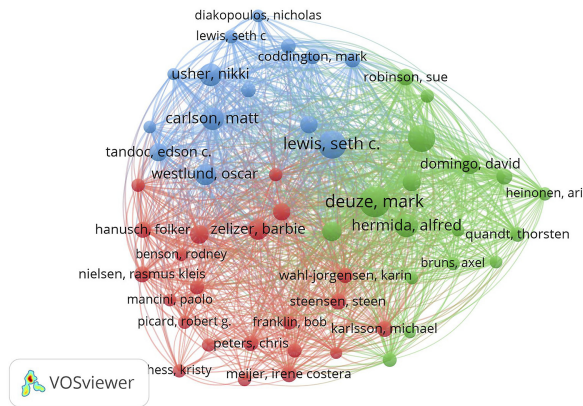 diakopoulos, nicholas
lewis, seth c
coddington, mark
usher, nikki
robinson, sue
carlson, matt
lewis, seth c.
tandoc, edson c.
domingo, david
westlund, oscar
heinonen, ari
deuze, mark
hermida, alfred
hanusch, folker
zelizer, barbie
quandt, thorsten
benson, rodney
bruns, axel
nielsen, rasmus kleis
wahl-jorgensen, karin
mancini, paolo
steensen, steen
picard, robert g.
franklin, bob
karlsson, michael
peters, chris
hess, kristy
meijer, irene costera
VOSviewer